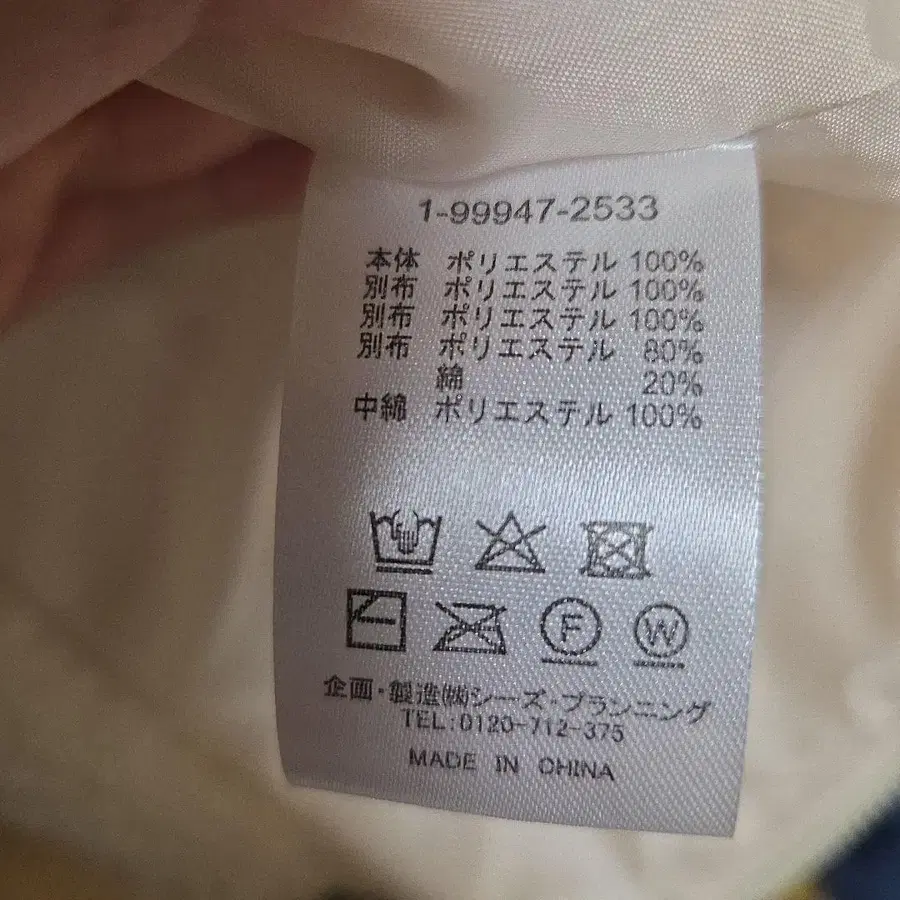 1-99947-2533
本体 ポリエステル 100%
別布 ポリエステル 100%
別布 ポリエステル 100%
別布 ポリエステル 80%
綿 20%
中綿 ポリエステル 100%
F W
企画・製造㈱シーズ・プランニング
TEL:0120-712-375
MADE IN CHINA